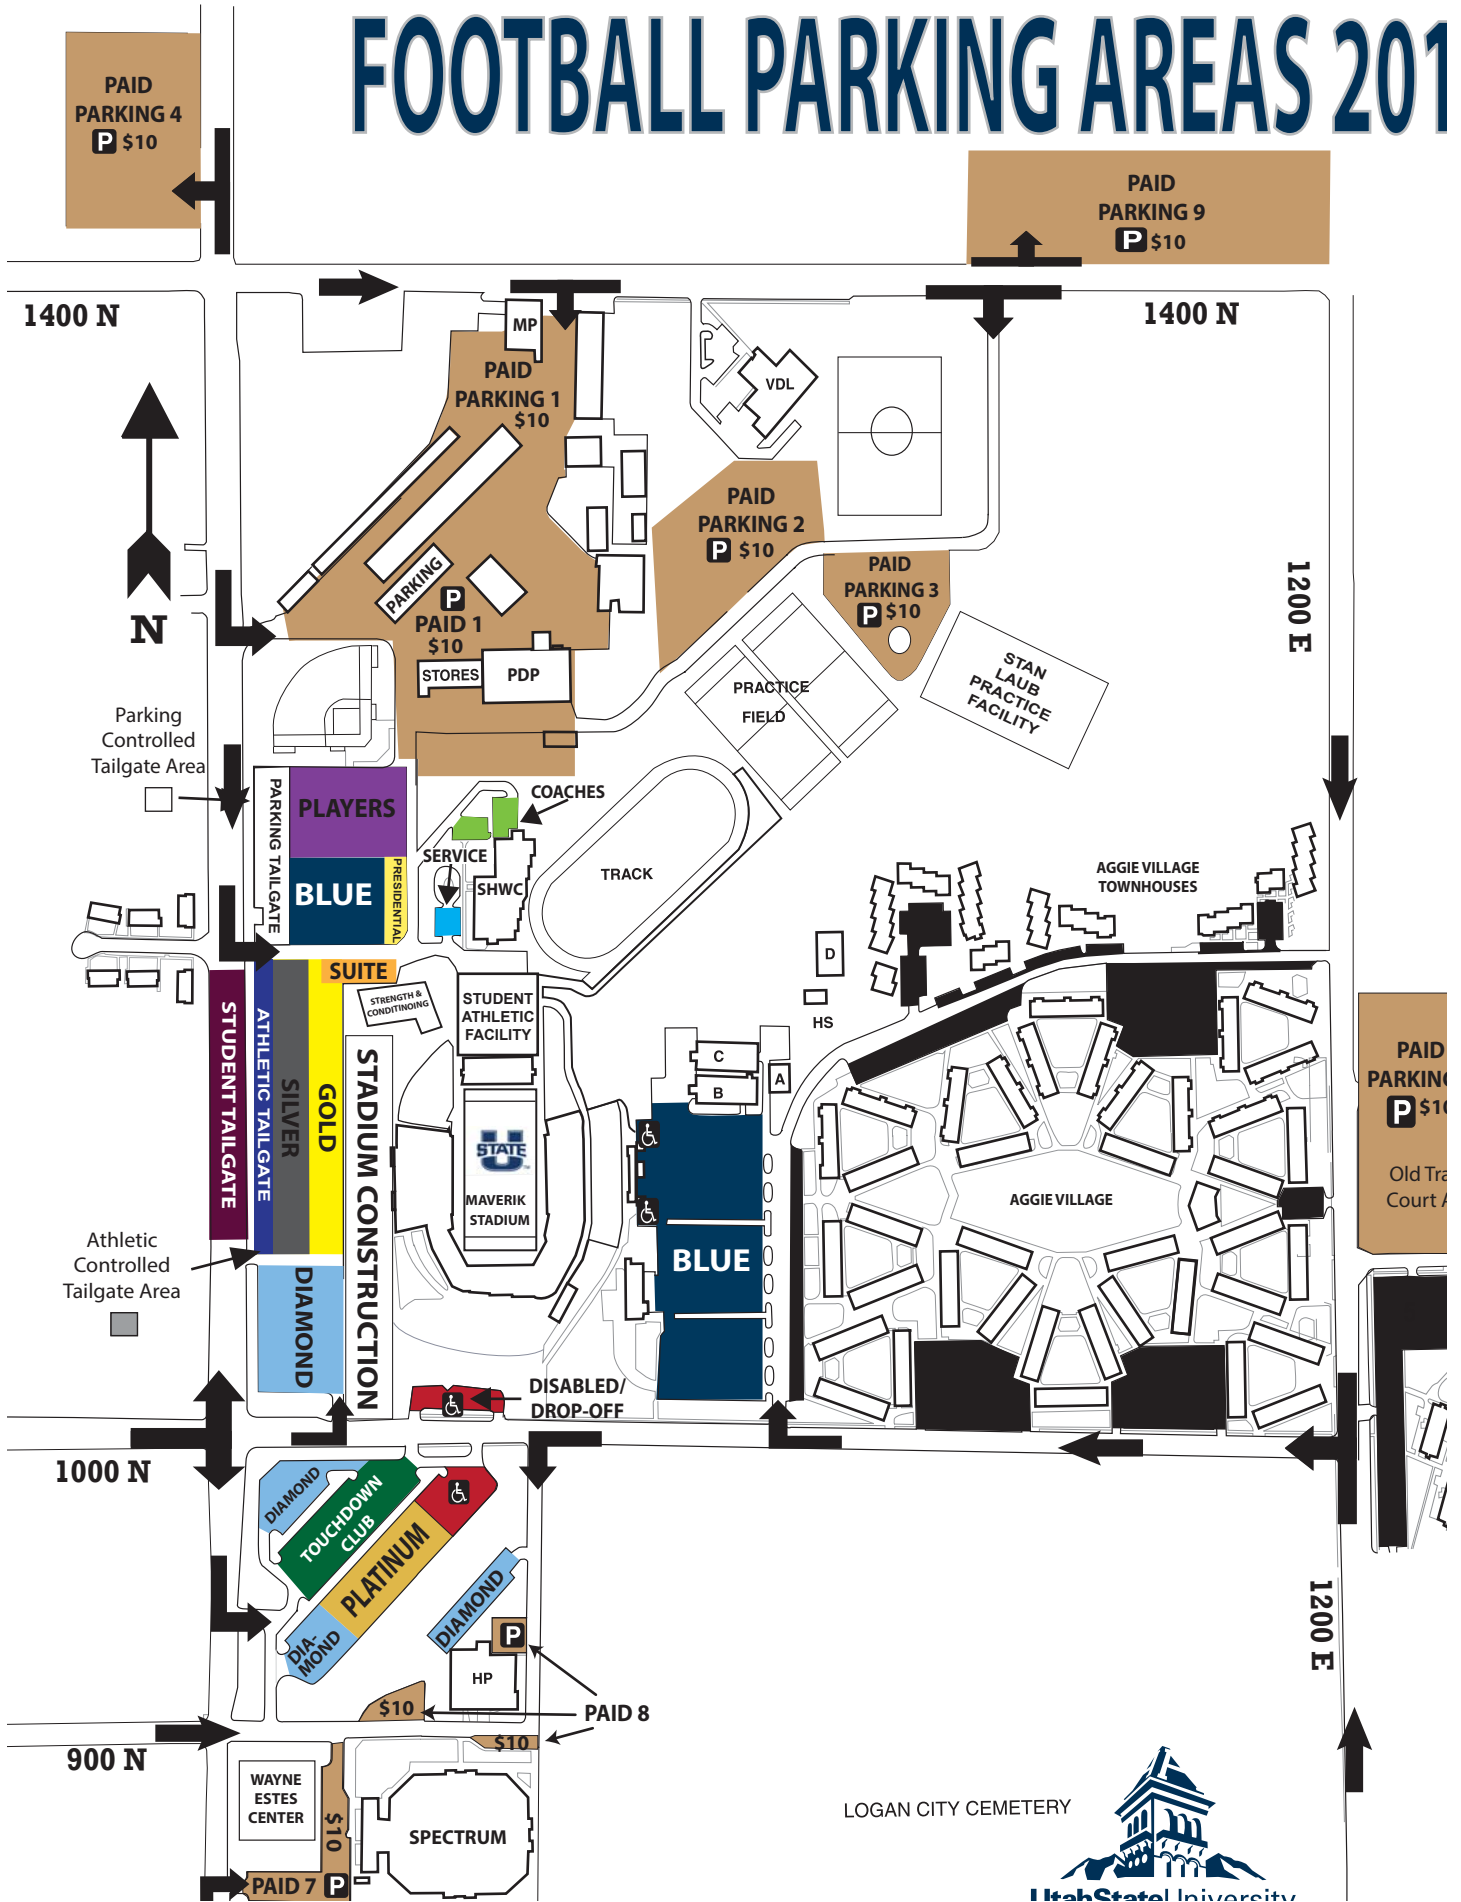 FOOTBALL PARKING AREAS 201
PAID
PARKING 4
P $10
PAID
PARKING 9
P $10
1400 N
1400 N
MP
PAID
PARKING 1
$10
VDL
PAID
PARKING 2
P $10
PAID
PARKING 3
P $10
PARKING
P
PAID 1
$10
STORES
PDP
N
1200 E
STAN
LAUB
PRACTICE
FACILITY
PRACTICE
FIELD
Parking
Controlled
Tailgate Area
PARKING TAILGATE
PLAYERS
BLUE
PRESIDENTIAL
COACHES
SERVICE
SHWC
TRACK
AGGIE VILLAGE
TOWNHOUSES
D
HS
SUITE
STRENGTH &
CONDITINOING
STUDENT
ATHLETIC
FACILITY
STUDENT TAILGATE
ATHLETIC TAILGATE
SILVER
GOLD
STADIUM CONSTRUCTION
C
B
A
U
STATE
MAVERIK
STADIUM
BLUE
AGGIE VILLAGE
PAID
PARKING
P $10
Old Tra
Court A
Athletic
Controlled
Tailgate Area
DIAMOND
DISABLED/
DROP-OFF
1000 N
DIAMOND
TOUCHDOWN
CLUB
PLATINUM
DIAMOND
DIA-
MOND
P
HP
$10
PAID 8
$10
1200 E
900 N
WAYNE
ESTES
CENTER
$10
SPECTRUM
PAID 7 P
LOGAN CITY CEMETERY
UtahStateUniversity